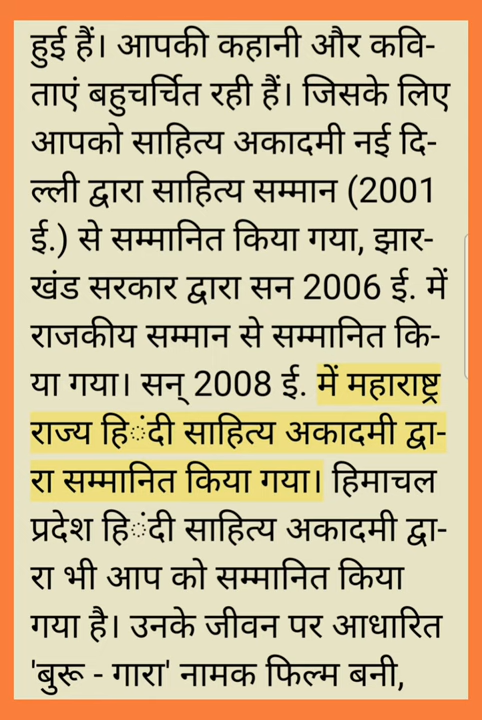 हुई हैं। आपकी कहानी और कवि-
ताएं बहुचर्चित रही हैं। जिसके लिए
आपको साहित्य अकादमी नई दि-
ल्ली द्वारा साहित्य सम्मान (2001
ई.) से सम्मानित किया गया, झार-
खंड सरकार द्वारा सन 2006 ई. में
राजकीय सम्मान से सम्मानित कि-
या गया। सन् 2008 ई. में महाराष्ट्र
राज्य हिंदी साहित्य अकादमी द्वा-
रा सम्मानित किया गया। हिमाचल
प्रदेश हिंदी साहित्य अकादमी द्वा-
रा भी आप को सम्मानित किया
गया है। उनके जीवन पर आधारित
'बुरू - गारा' नामक फिल्म बनी,